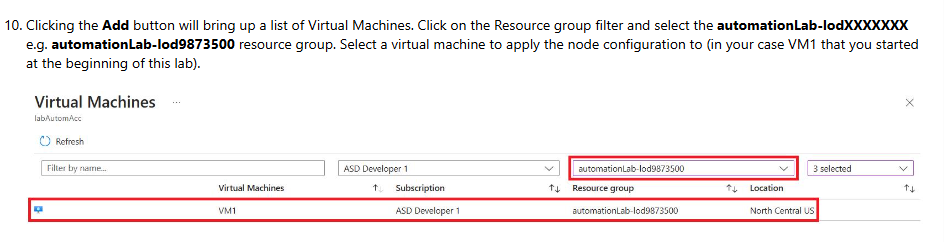 10. Clicking the Add button will bring up a list of Virtual Machines. Click on the Resource group filter and select the automationLab-lodXXXXXXX
e.g. automationLab-lod9873500 resource group. Select a virtual machine to apply the node configuration to (in your case VM1 that you started
at the beginning of this lab).
Virtual Machines ...
labAutomAcc
Refresh
Filter by name... ASD Developer 1 automationLab-lod9873500 3 selected
Virtual Machines Subscription Resource group Location
VM1 ASD Developer 1 automationLab-lod9873500 North Central US